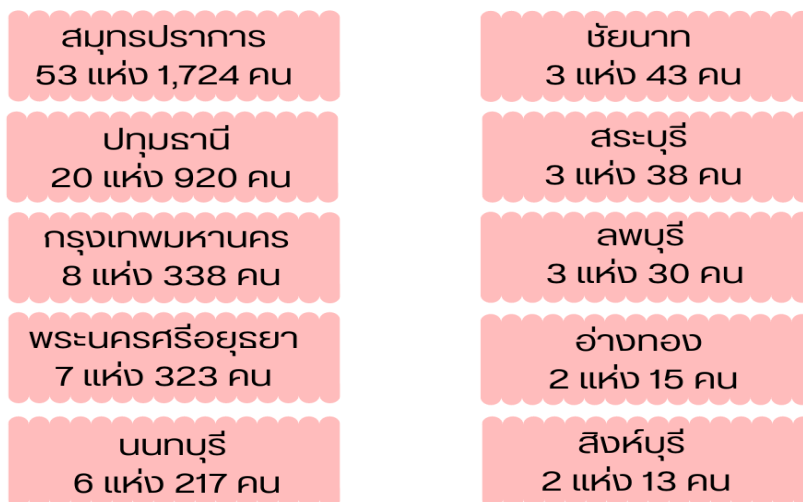 สมุทรปราการ
53 แห่ง 1,724 คน
ปทุมธานี
20 แห่ง 920 คน
กรุงเทพมหานคร
8 แห่ง 338 คน
พระนครศรีอยุธยา
7 แห่ง 323 คน
นนทบุรี
6 แห่ง 217 คน
ชัยนาท
3 แห่ง 43 คน
สระบุรี
3 แห่ง 38 คน
ลพบุรี
3 แห่ง 30 คน
อ่างทอง
2 แห่ง 15 คน
สิงห์บุรี
2 แห่ง 13 คน